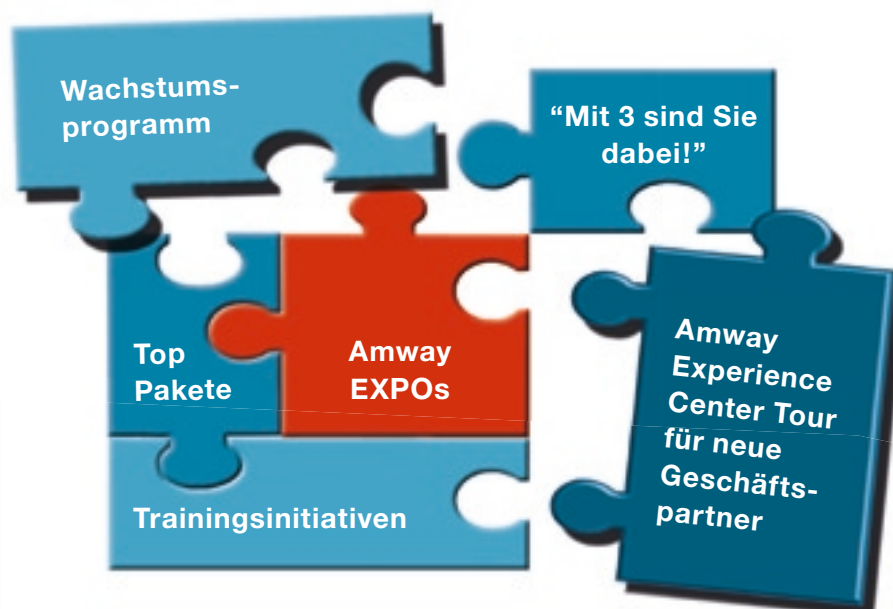 Wachstums-
programm
“Mit 3 sind Sie
dabei!”
Top
Pakete
Amway
EXPOs
Amway
Experience
Center Tour
für neue
Geschäfts-
partner
Trainingsinitiativen